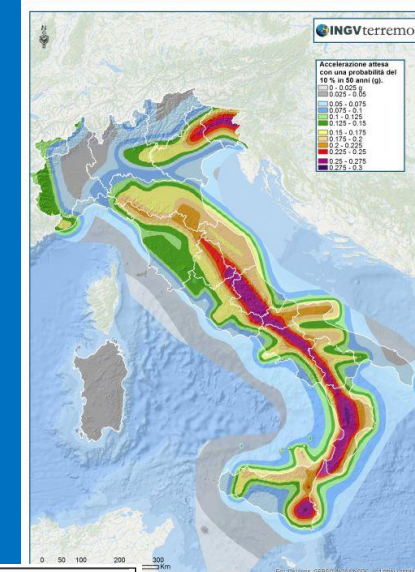 INGVterremoti
Accelerazione attesa
con una probabilità del
10 % in 50 anni (g).
0 - 0.025 g
0.025 - 0.05
0.05 - 0.075
0.075 - 0.1
0.1 - 0.125
0.125 - 0.15
0.15 - 0.175
0.175 - 0.2
0.2 - 0.225
0.225 - 0.25
0.25 - 0.275
0.275 - 0.3
0 50 100 200 300
Km